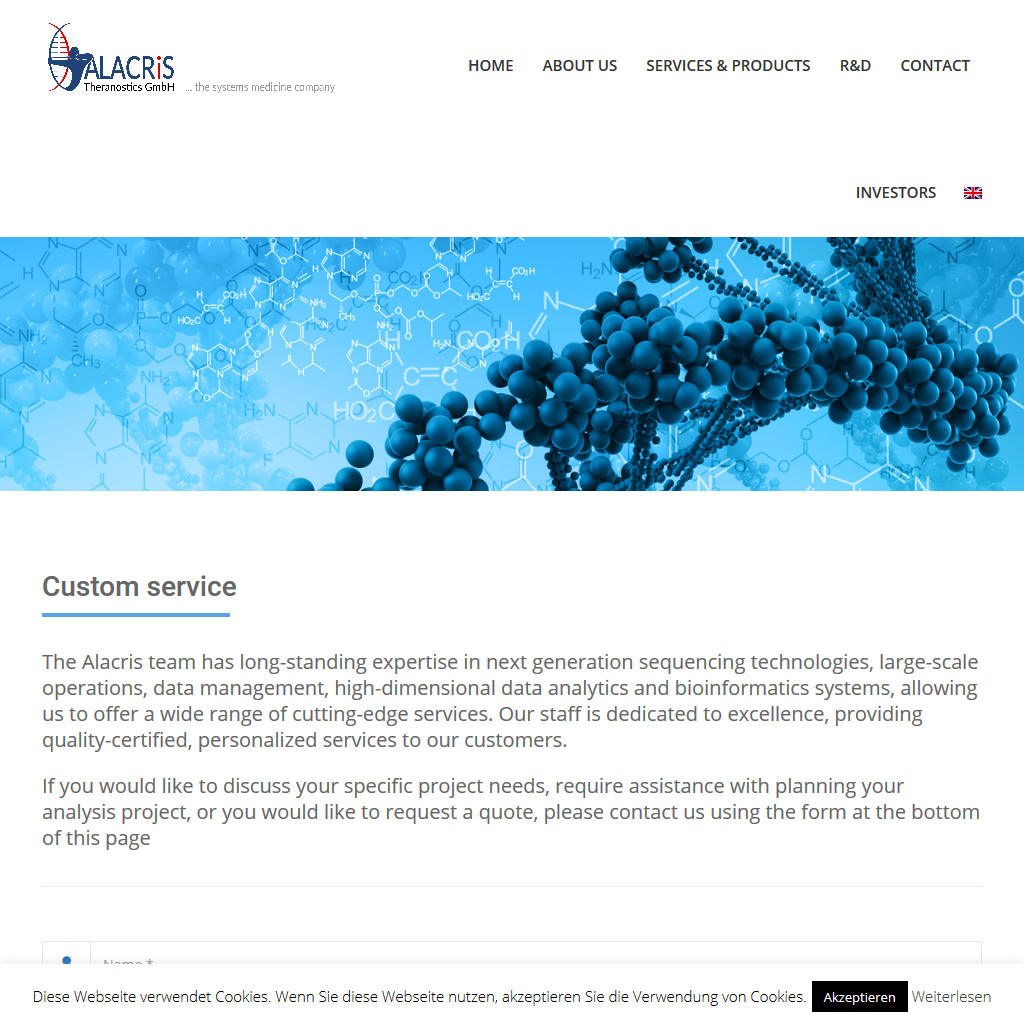 ALACRiS
Theranostics GmbH ... the systems medicine company
HOME ABOUT US SERVICES & PRODUCTS R&D CONTACT
INVESTORS
Custom service
The Alacris team has long-standing expertise in next generation sequencing technologies, large-scale
operations, data management, high-dimensional data analytics and bioinformatics systems, allowing
us to offer a wide range of cutting-edge services. Our staff is dedicated to excellence, providing
quality-certified, personalized services to our customers.
If you would like to discuss your specific project needs, require assistance with planning your
analysis project, or you would like to request a quote, please contact us using the form at the bottom
of this page
Name *
Diese Webseite verwendet Cookies. Wenn Sie diese Webseite nutzen, akzeptieren Sie die Verwendung von Cookies. Akzeptieren Weiterlesen